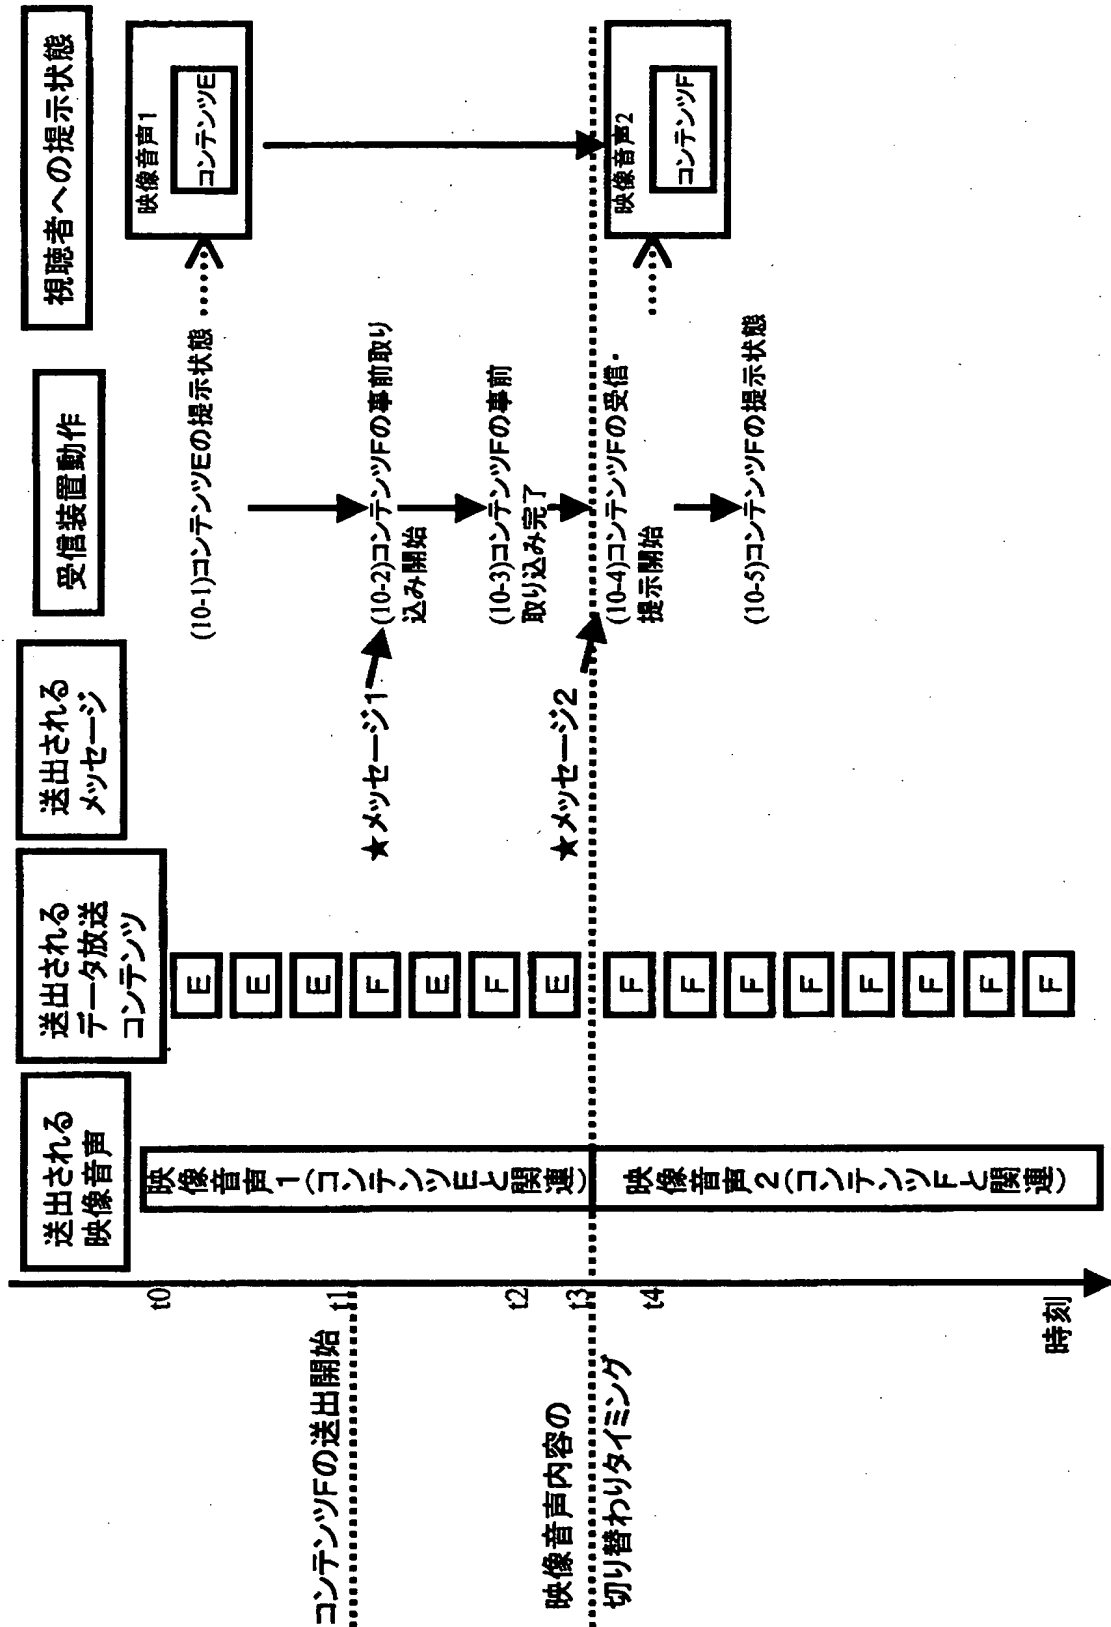 視聴者への提示状態
映像音声1
コンテンツE
映像音声2
コンテンツF
受信装置動作
(10-1)コンテンツEの提示状態
(10-2)コンテンツFの事前取り
込み開始
(10-3)コンテンツFの事前
取り込み完了
(10-4)コンテンツFの受信・
提示開始
(10-5)コンテンツFの提示状態
送出される
メッセージ
★メッセージ1
★メッセージ2
送出される
データ放送
コンテンツ
E
E
E
F
E
F
E
F
F
F
F
F
F
F
F
送出される
映像音声
映像音声1(コンテンツEと関連)
映像音声2(コンテンツFと関連)
t0
t1
t2
t3
t4
時刻
コンテンツFの送出開始
映像音声内容の
切り替わりタイミング